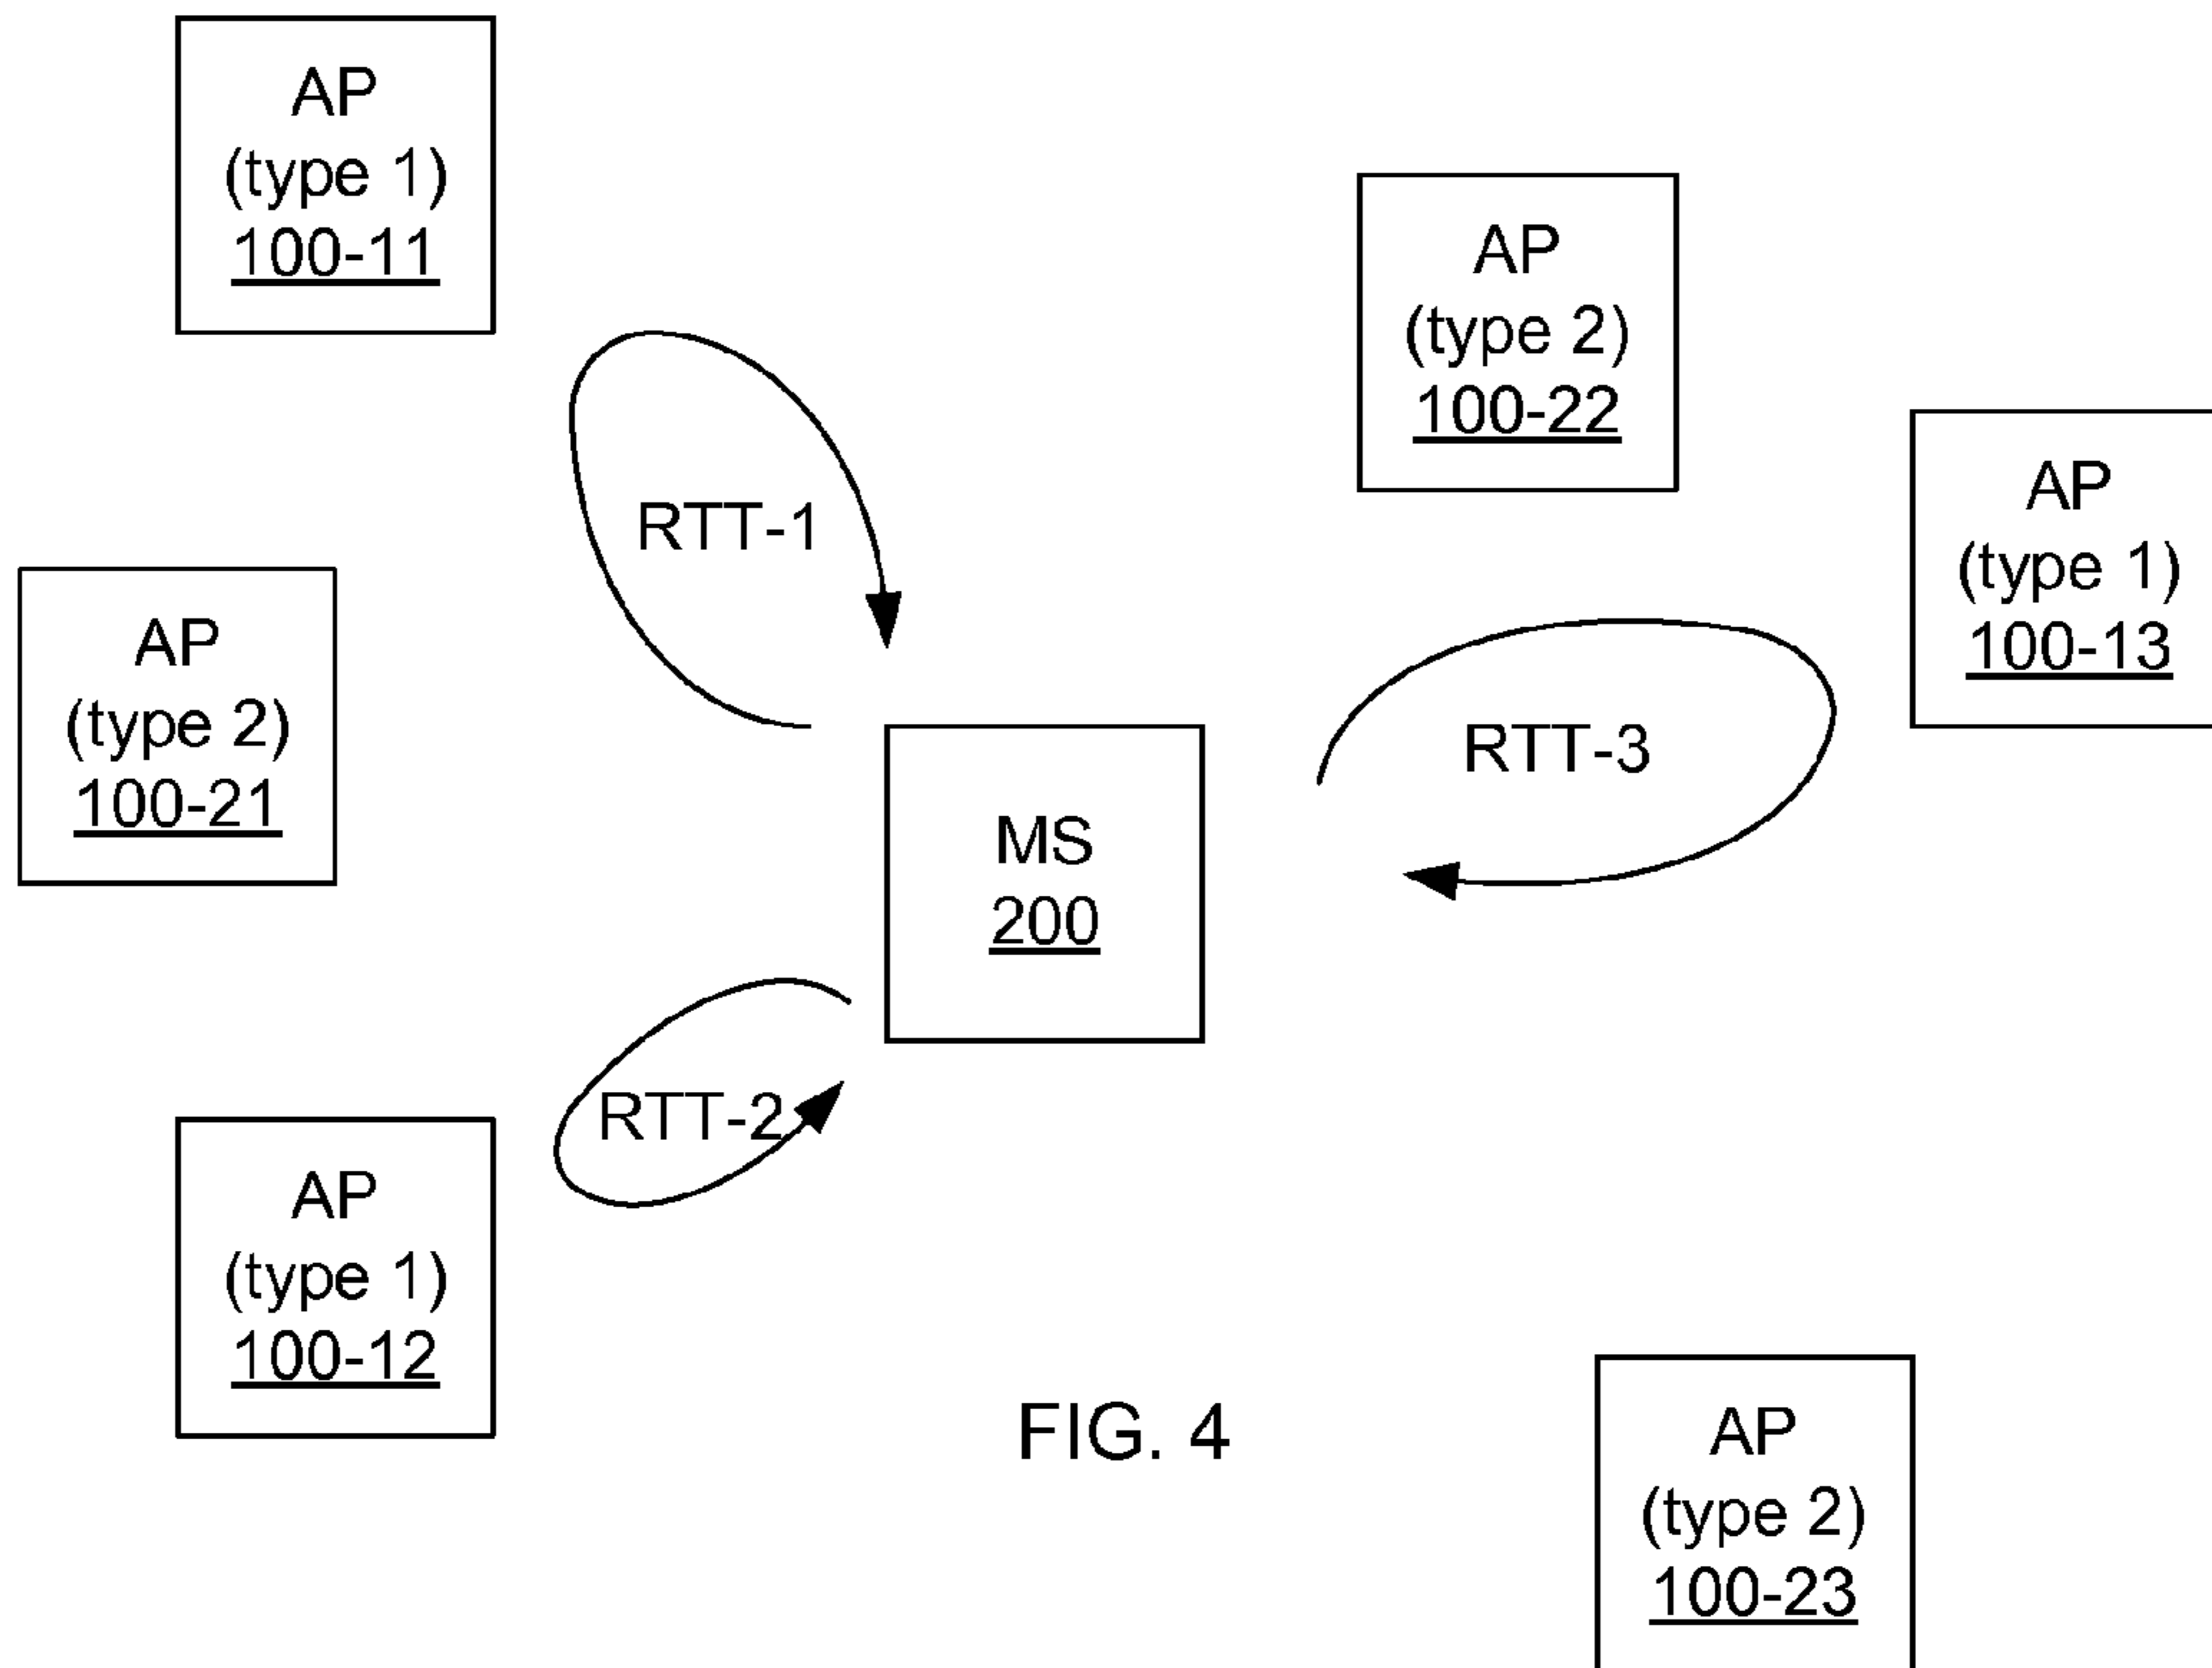 AP
(type 1)
100-11
AP
(type 2)
100-22
AP
(type 1)
100-13
RTT-1
AP
(type 2)
100-21
RTT-3
MS
200
RTT-2
AP
(type 1)
100-12
FIG. 4
AP
(type 2)
100-23